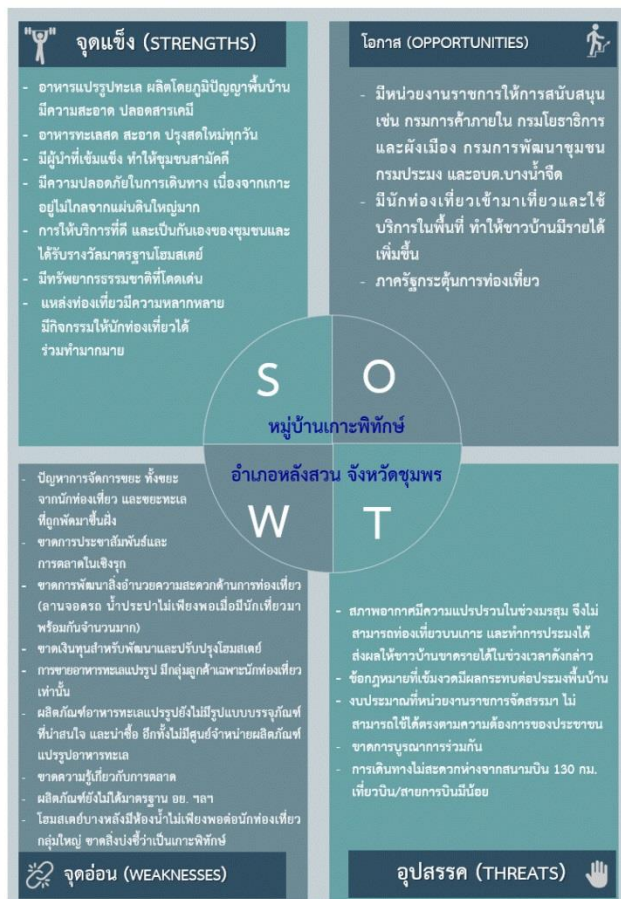 จุดแข็ง (STRENGTHS)
- อาหารแปรรูปทะเล ผลิตโดยภูมิปัญญาพื้นบ้าน
มีความสะอาด ปลอดสารเคมี
- อาหารทะเลสด สะอาด ปรุงสดใหม่ทุกวัน
- มีผู้นำที่เข้มแข็ง ทำให้ชุมชนสามัคคี
- มีความปลอดภัยในการเดินทาง เนื่องจากเกาะ
อยู่ไม่ไกลจากแผ่นดินใหญ่มาก
- การให้บริการที่ดี และเป็นกันเองของชุมชนและ
ได้รับรางวัลมาตรฐานโฮมสเตย์
- มีทรัพยากรธรรมชาติที่โดดเด่น
- แหล่งท่องเที่ยวมีความหลากหลาย
มีกิจกรรมให้นักท่องเที่ยวได้
ร่วมทำมากมาย
โอกาส (OPPORTUNITIES)
- มีหน่วยงานราชการให้การสนับสนุน
เช่น กรมการค้าภายใน กรมโยธาธิการ
และผังเมือง กรมการพัฒนาชุมชน
กรมประมง และอบต.บางน้ำจืด
- มีนักท่องเที่ยวเข้ามาเที่ยวและใช้
บริการในพื้นที่ ทำให้ชาวบ้านมีรายได้
เพิ่มขึ้น
- ภาครัฐกระตุ้นการท่องเที่ยว
S
O
หมู่บ้านเกาะพิทักษ์
อำเภอหลังสวน จังหวัดชุมพร
W
T
- ปัญหาการจัดการขยะ ทั้งขยะ
จากนักท่องเที่ยว และขยะทะเล
ที่ถูกพัดมาขึ้นฝั่ง
- ขาดการประชาสัมพันธ์และ
การตลาดในเชิงรุก
- ขาดการพัฒนาสิ่งอำนวยความสะดวกด้านการท่องเที่ยว
(ลานจอดรถ น้ำประปาไม่เพียงพอเมื่อมีนักเที่ยวมา
พร้อมกันจำนวนมาก)
- ขาดเงินทุนสำหรับพัฒนาและปรับปรุงโฮมสเตย์
- การขายอาหารทะเลแปรรูป มีกลุ่มลูกค้าเฉพาะนักท่องเที่ยว
เท่านั้น
- ผลิตภัณฑ์อาหารทะเลแปรรูปยังไม่มีรูปแบบบรรจุภัณฑ์
ที่น่าสนใจ และน่าซื้อ อีกทั้งไม่มีศูนย์จำหน่ายผลิตภัณฑ์
แปรรูปอาหารทะเล
- ขาดความรู้เกี่ยวกับการตลาด
- ผลิตภัณฑ์ยังไม่ได้มาตรฐาน อย. ฯลฯ
- โฮมสเตย์บางหลังมีห้องน้ำไม่เพียงพอต่อนักท่องเที่ยว
กลุ่มใหญ่ ขาดสิ่งบ่งชี้ว่าเป็นเกาะพิทักษ์
จุดอ่อน (WEAKNESSES)
- สภาพอากาศมีความแปรปรวนในช่วงมรสุม จึงไม่
สามารถท่องเที่ยวบนเกาะ และทำการประมงได้
ส่งผลให้ชาวบ้านขาดรายได้ในช่วงเวลาดังกล่าว
- ข้อกฎหมายที่เข้มงวดมีผลกระทบต่อประมงพื้นบ้าน
- งบประมาณที่หน่วยงานราชการจัดสรรมา ไม่
สามารถใช้ได้ตรงตามความต้องการของประชาชน
- ขาดการบูรณาการร่วมกัน
- การเดินทางไม่สะดวกห่างจากสนามบิน 130 กม.
เที่ยวบิน/สายการบินมีน้อย
อุปสรรค (THREATS)